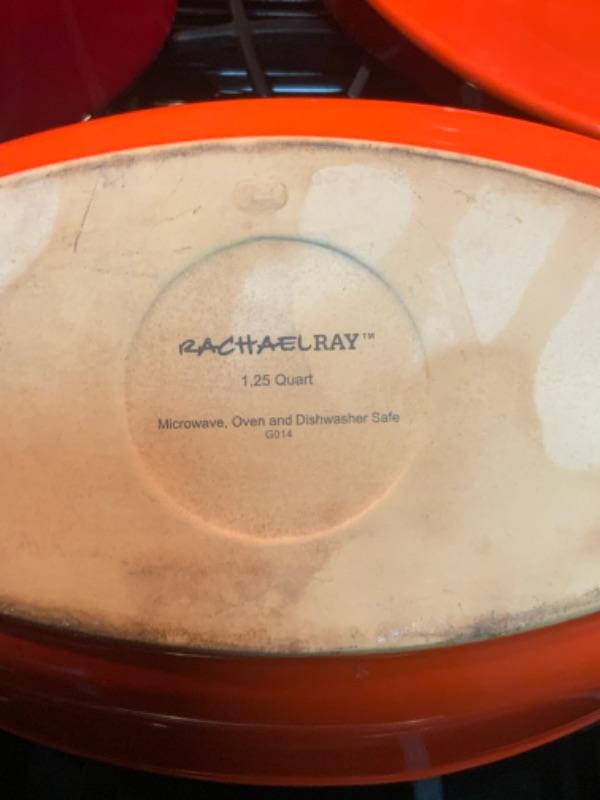 RACHAELRAY™
1.25 Quart
Microwave, Oven and Dishwasher Safe
G014